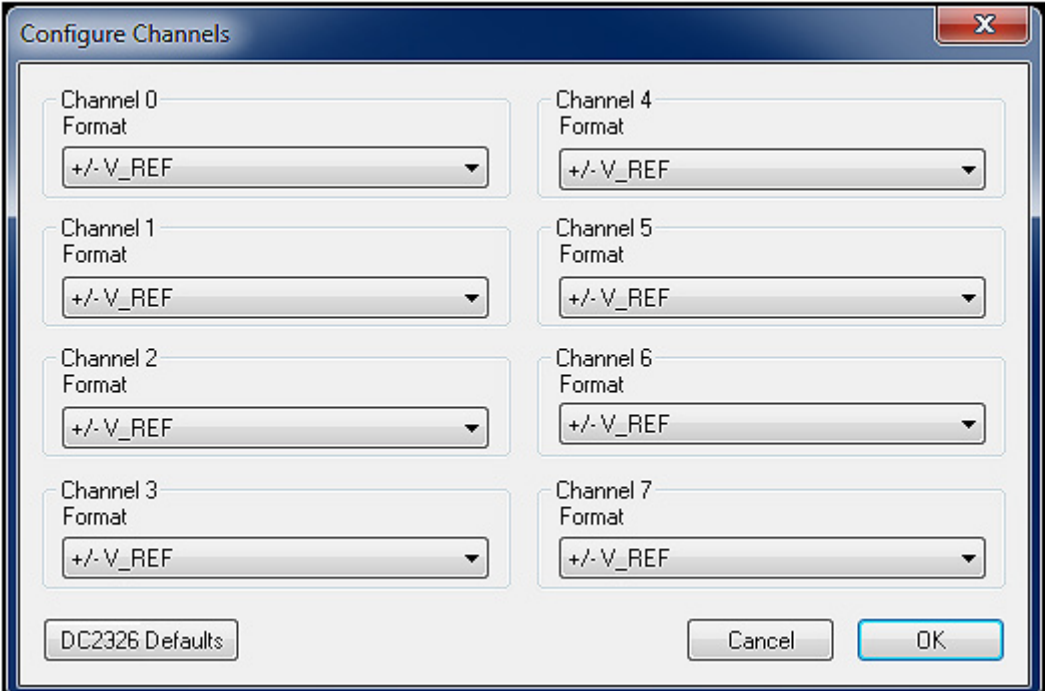 Configure Channels
X
Channel 0
Format
+/- V_REF
Channel 1
Format
+/- V_REF
Channel 2
Format
+/- V_REF
Channel 3
Format
+/- V_REF
Channel 4
Format
+/- V_REF
Channel 5
Format
+/- V_REF
Channel 6
Format
+/- V_REF
Channel 7
Format
+/- V_REF
DC2326 Defaults
Cancel
OK